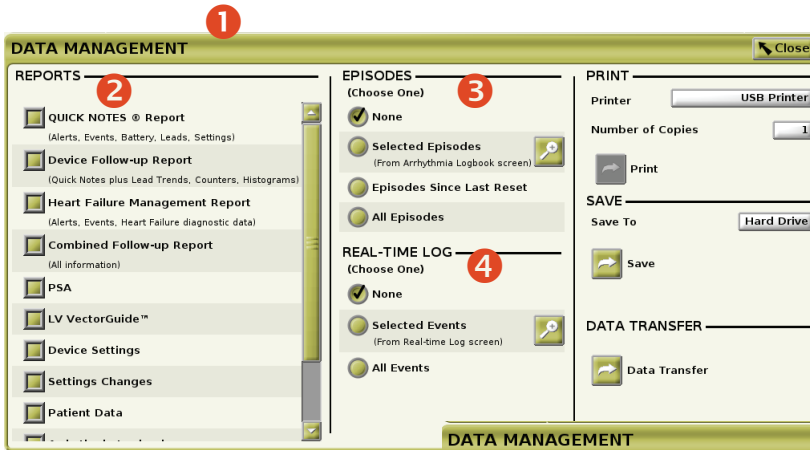 1
DATA MANAGEMENT
Close
REPORTS
2
QUICK NOTES ® Report
(Alerts, Events, Battery, Leads, Settings)
Device Follow-up Report
(Quick Notes plus Lead Trends, Counters, Histograms)
Heart Failure Management Report
(Alerts, Events, Heart Failure diagnostic data)
Combined Follow-up Report
(All information)
PSA
LV VectorGuide™
Device Settings
Settings Changes
Patient Data
EPISODES
3
(Choose One)
None
Selected Episodes
(From Arrhythmia Logbook screen)
Episodes Since Last Reset
All Episodes
REAL-TIME LOG
4
(Choose One)
None
Selected Events
(From Real-time Log screen)
All Events
PRINT
Printer
USB Printer
Number of Copies
1
Print
SAVE
Save To
Hard Drive
Save
DATA TRANSFER
Data Transfer
DATA MANAGEMENT